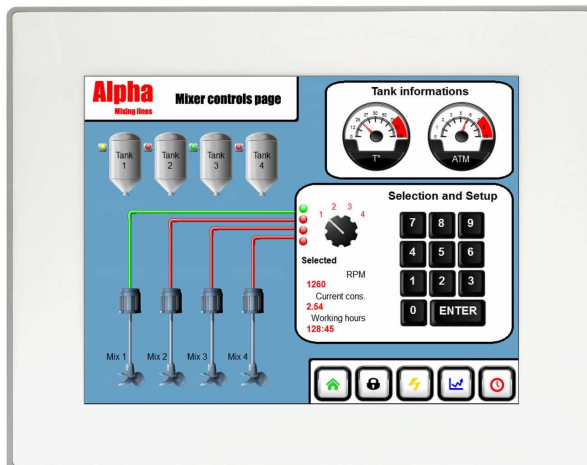 Alpha
Mixing lines
Mixer controls page
Tank informations
T°
ATM
Tank 1
Tank 2
Tank 3
Tank 4
Selection and Setup
1 2 3 4
Selected
RPM
1260
Current cons.
2.54
Working hours
128:45
7 8 9
4 5 6
1 2 3
0 ENTER
Mix 1 Mix 2 Mix 3 Mix 4